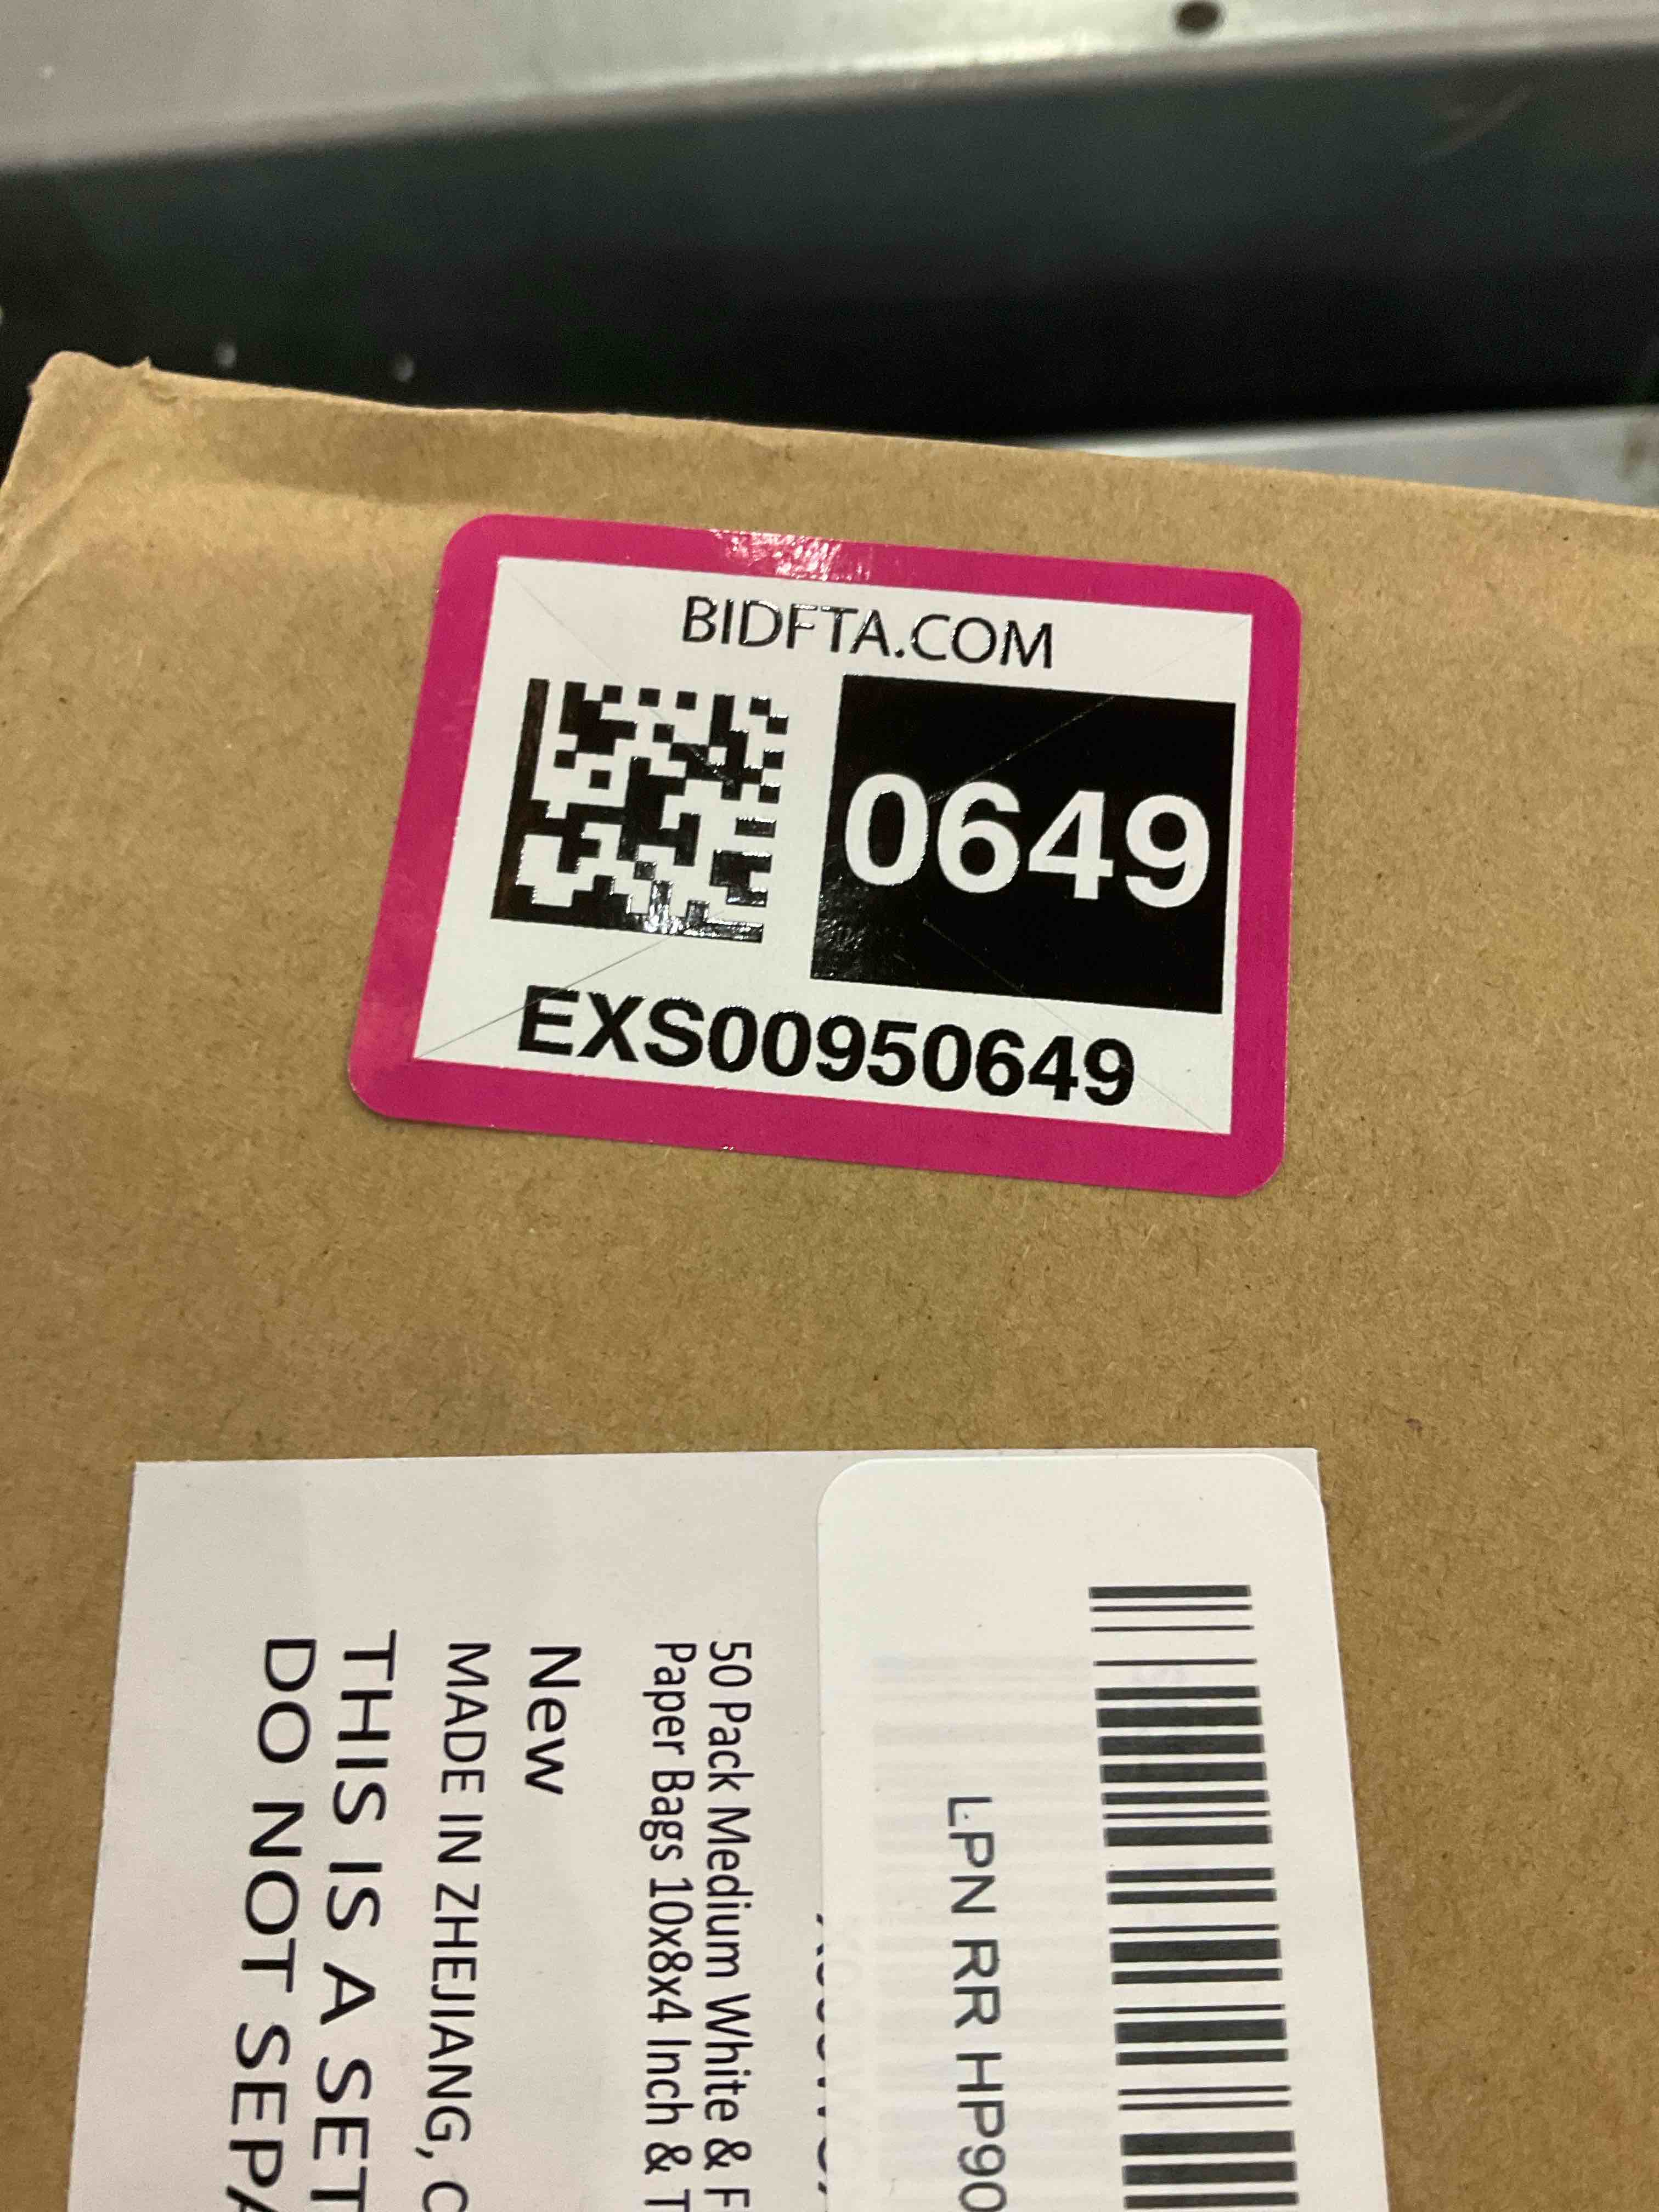 BIDFTA.COM
0649
EXS00950649
LPN RR HP90
50 Pack Medium White & F
Paper Bags 10x8x4 Inch & T
New
MADE IN ZHEJIANG, C
THIS IS A SET
DO NOT SEPA